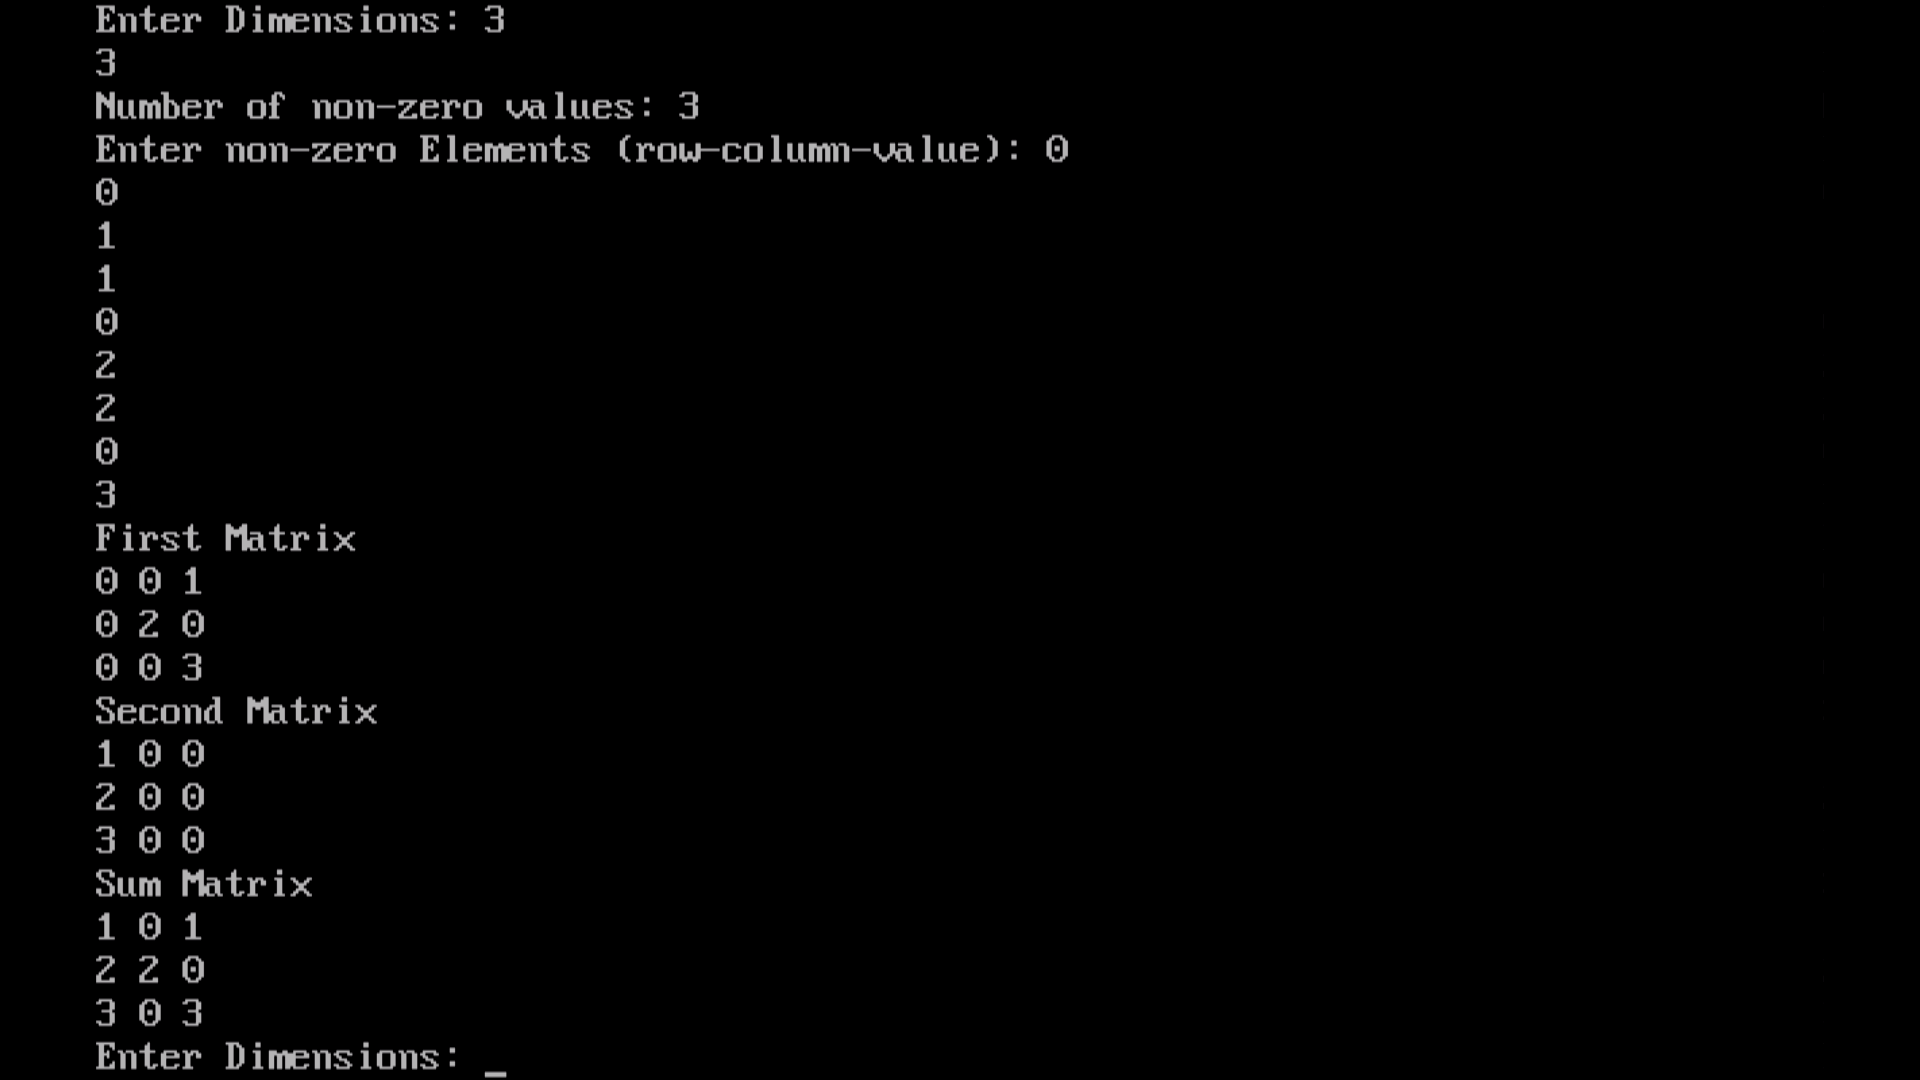 Enter Dimensions: 3
3
Number of non-zero values: 3
Enter non-zero Elements (row-column-value): 0
0
1
1
0
2
2
0
3
First Matrix
0 0 1
0 2 0
0 0 3
Second Matrix
1 0 0
2 0 0
3 0 0
Sum Matrix
1 0 1
2 2 0
3 0 3
Enter Dimensions: _